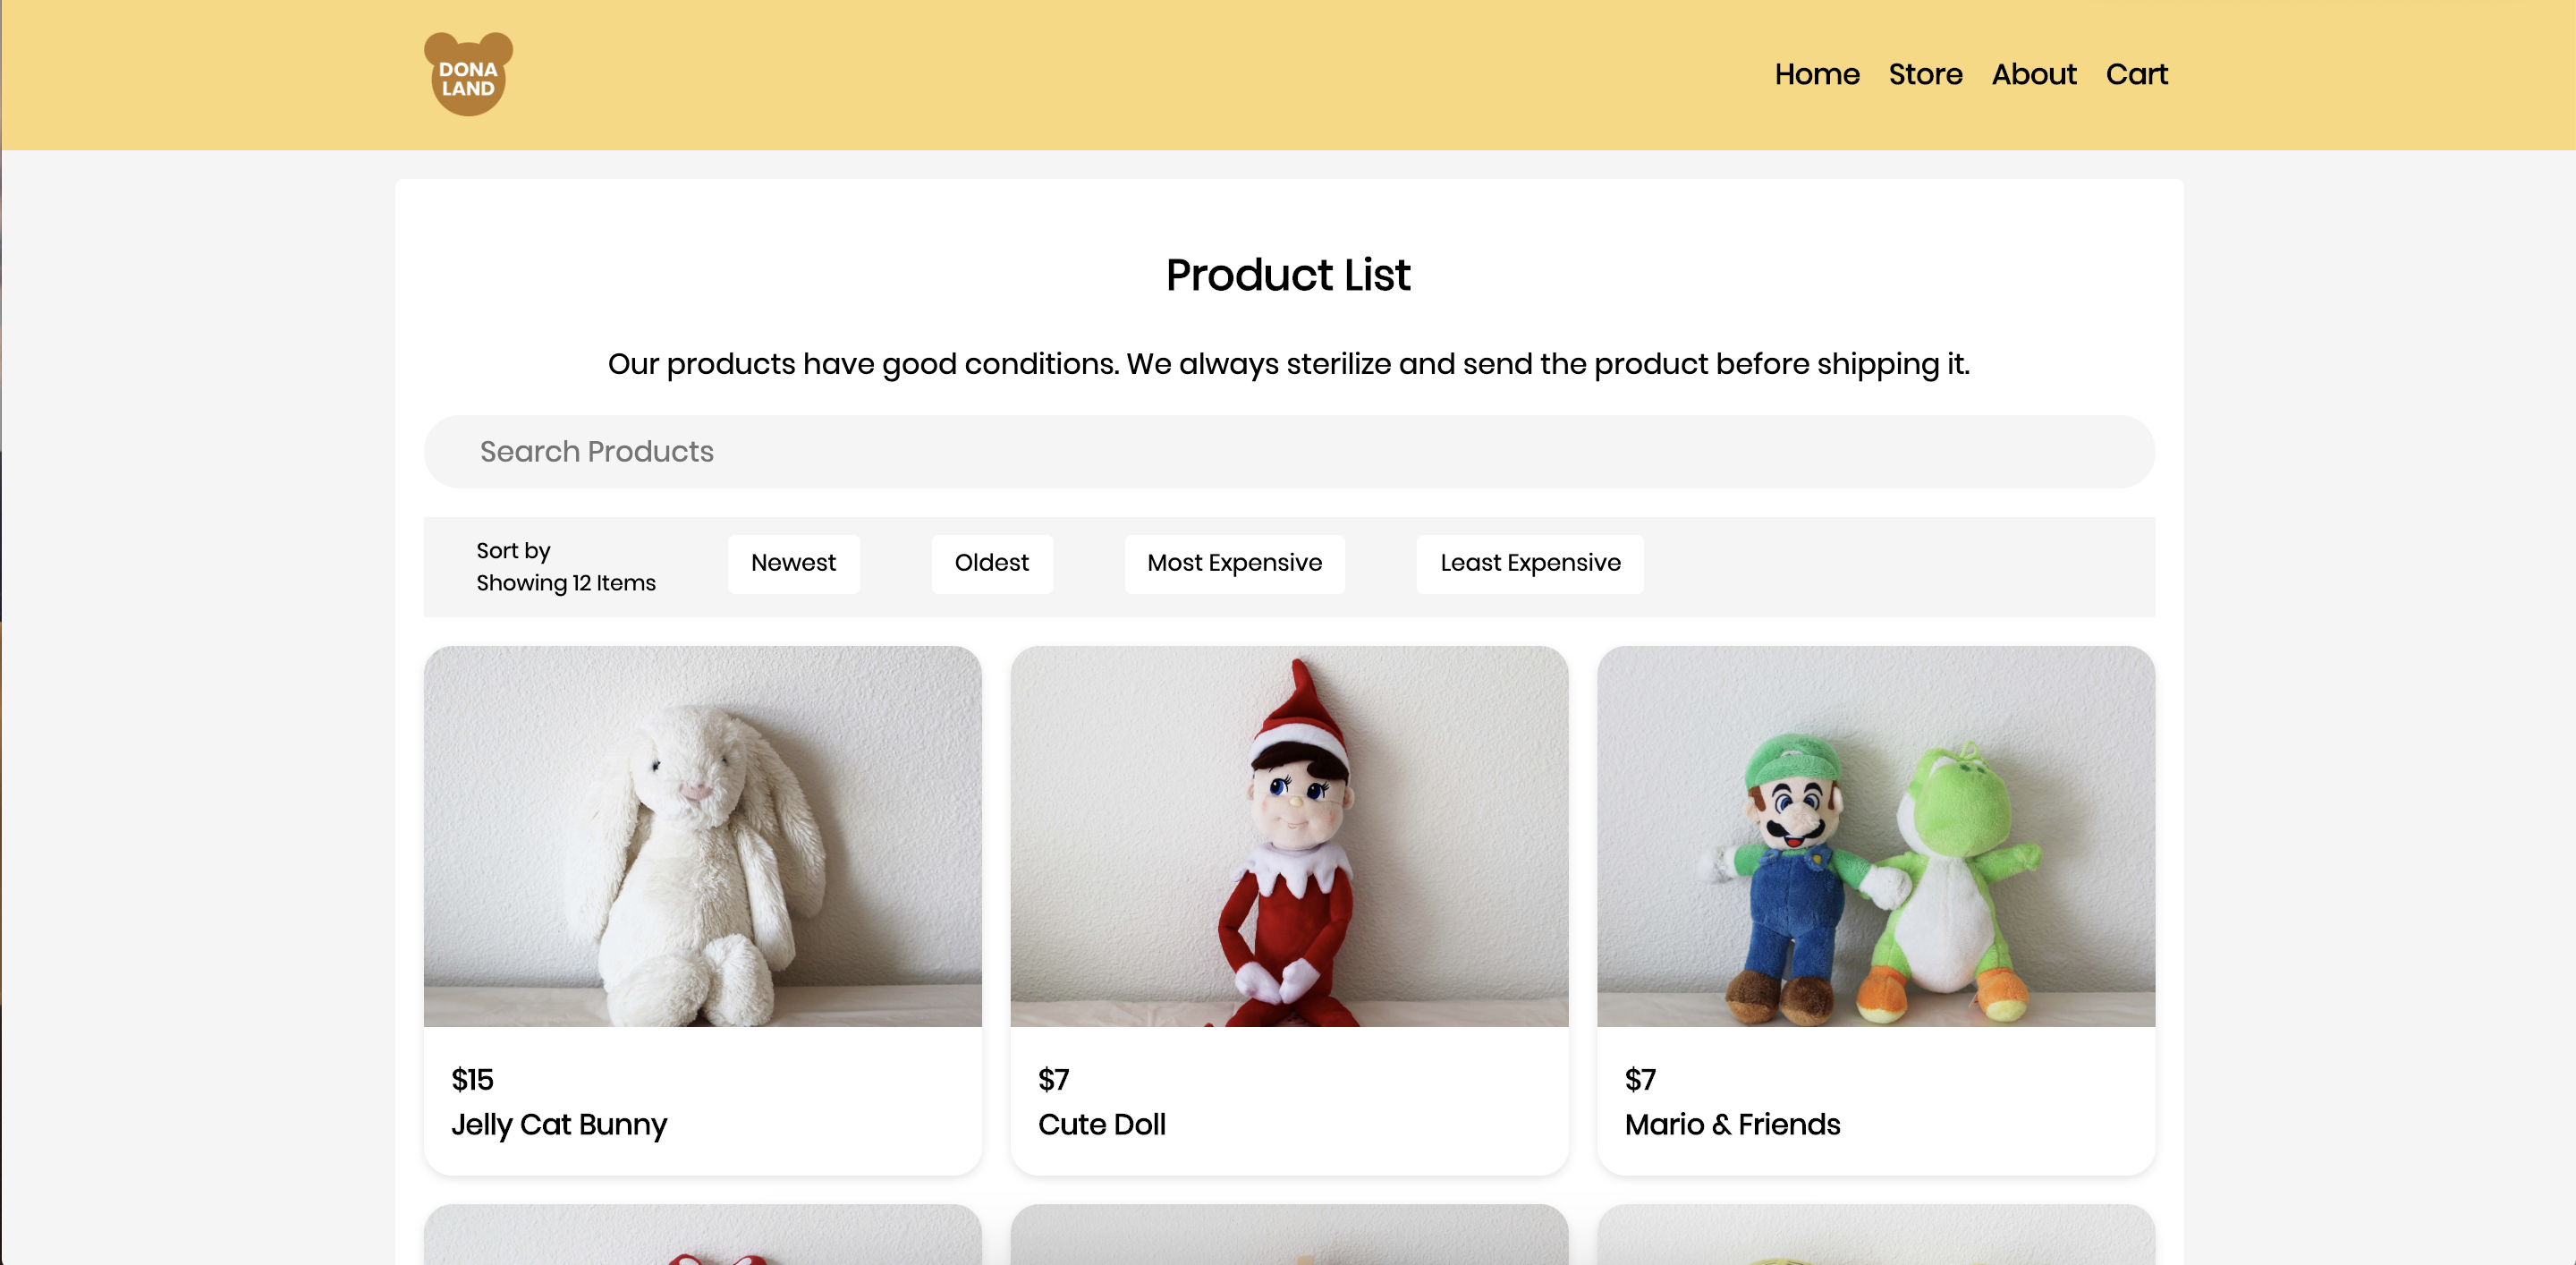 DONA
LAND
Home Store About Cart
Product List
Our products have good conditions. We always sterilize and send the product before shipping it.
Search Products
Sort by
Showing 12 Items
Newest
Oldest
Most Expensive
Least Expensive
$15
Jelly Cat Bunny
$7
Cute Doll
$7
Mario & Friends